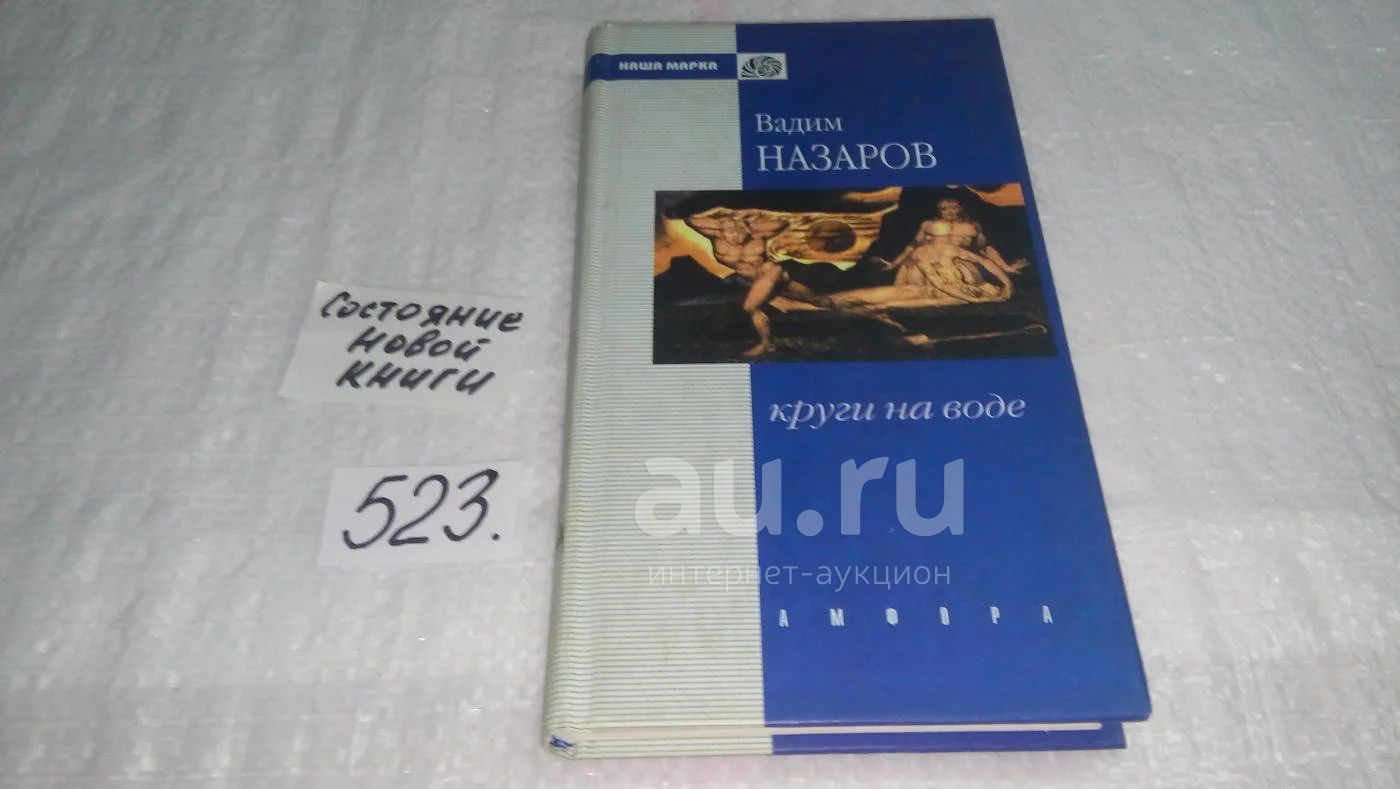 НАША МАРКА
Вадим
НАЗАРОВ
круги на воде
АМФОРА
Состояние
новой
книги
523.
au.ru
интернет-аукцион